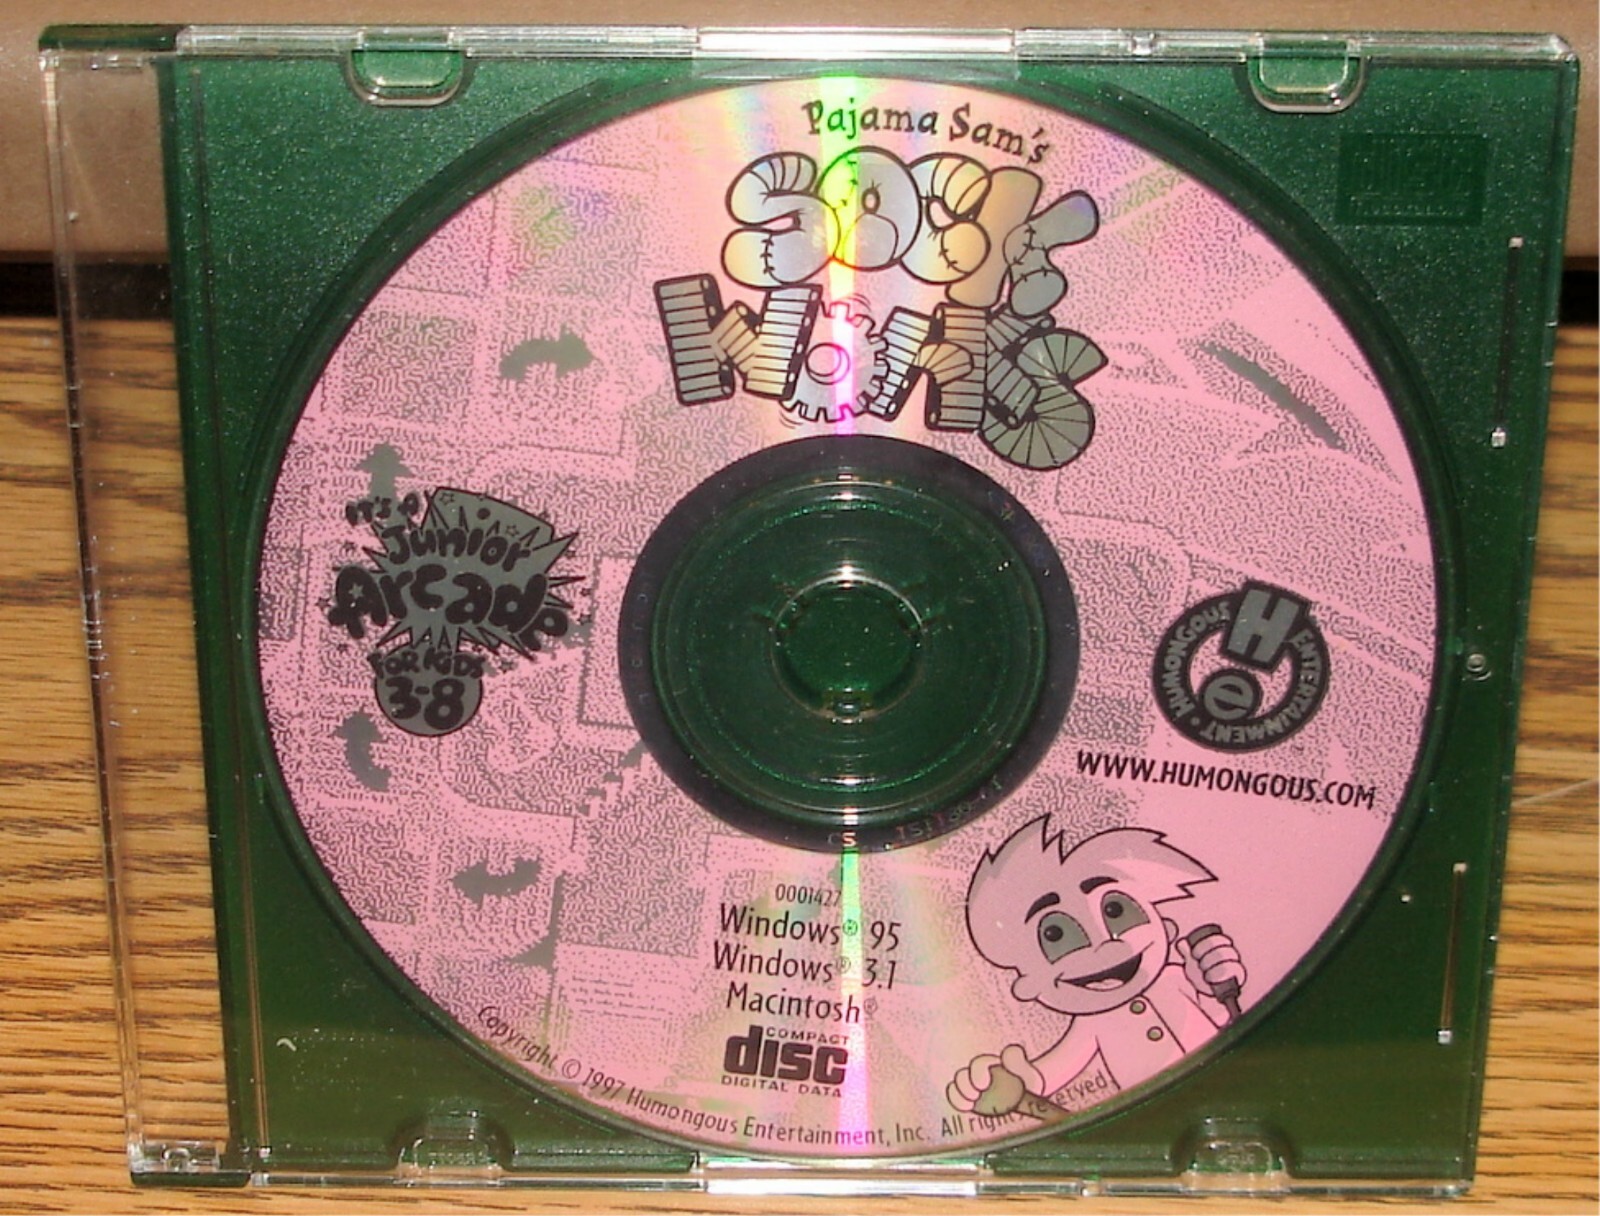 Pajama Sam's
SOCK
WORKS
IT'S A
Junior
Arcade
FOR KIDS
3-8
HUMONGOUS ENTERTAINMENT
H
e
WWW.HUMONGOUS.COM
0001427
Windows® 95
Windows® 3.1
Macintosh®
COMPACT
disc
DIGITAL DATA
Copyright © 1997 Humongous Entertainment, Inc. All rights reserved.